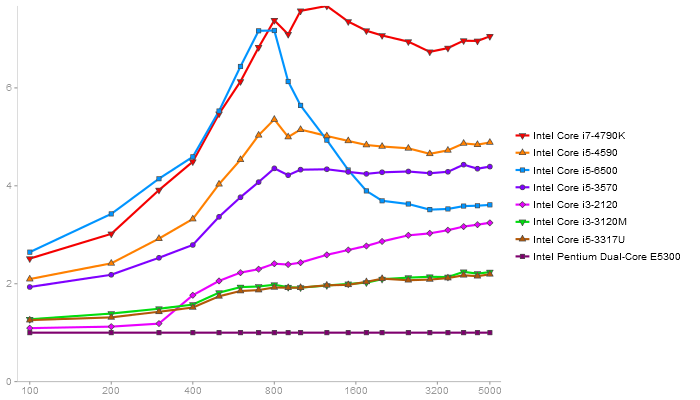 6
4
2
0
100 200 400 800 1600 3200 5000
Intel Core i7-4790K
Intel Core i5-4590
Intel Core i5-6500
Intel Core i5-3570
Intel Core i3-2120
Intel Core i3-3120M
Intel Core i5-3317U
Intel Pentium Dual-Core E5300